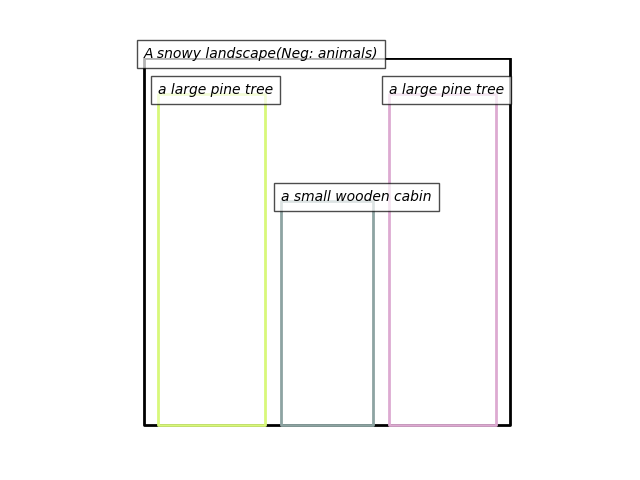 A snowy landscape(Neg: animals)
a large pine tree
a large pine tree
a small wooden cabin